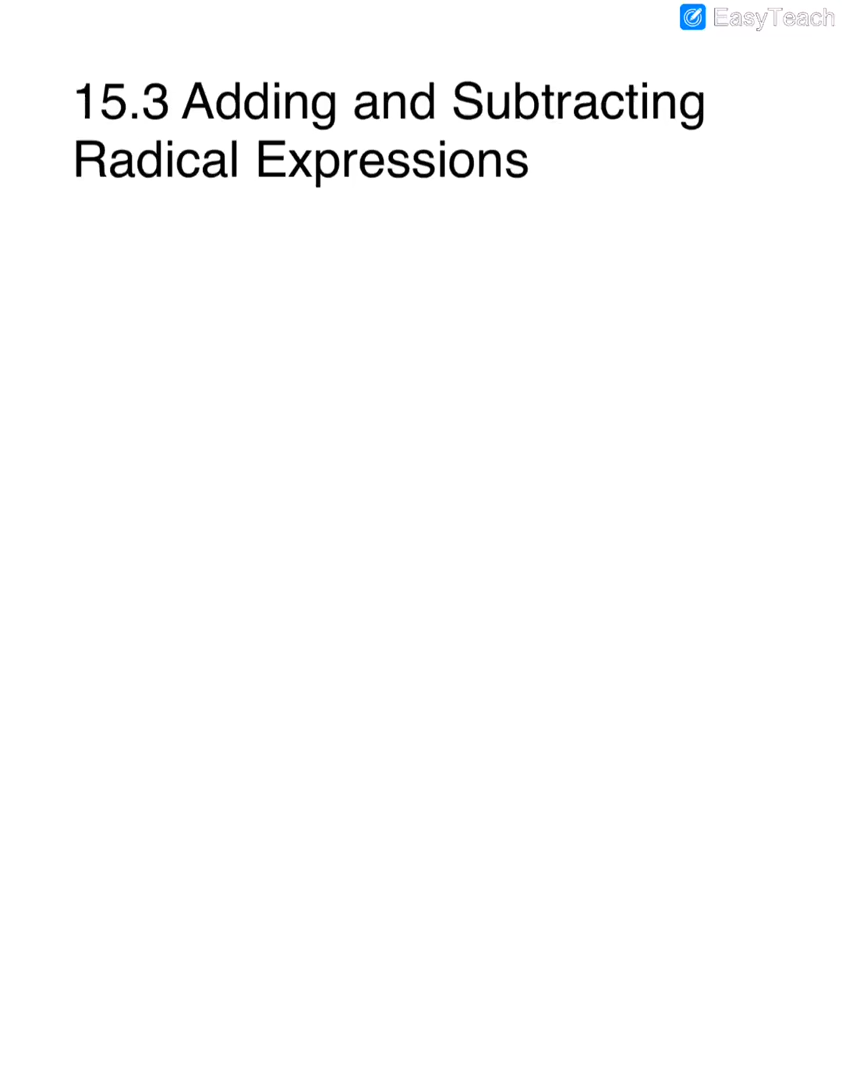 EasyTeach
15.3 Adding and Subtracting
Radical Expressions